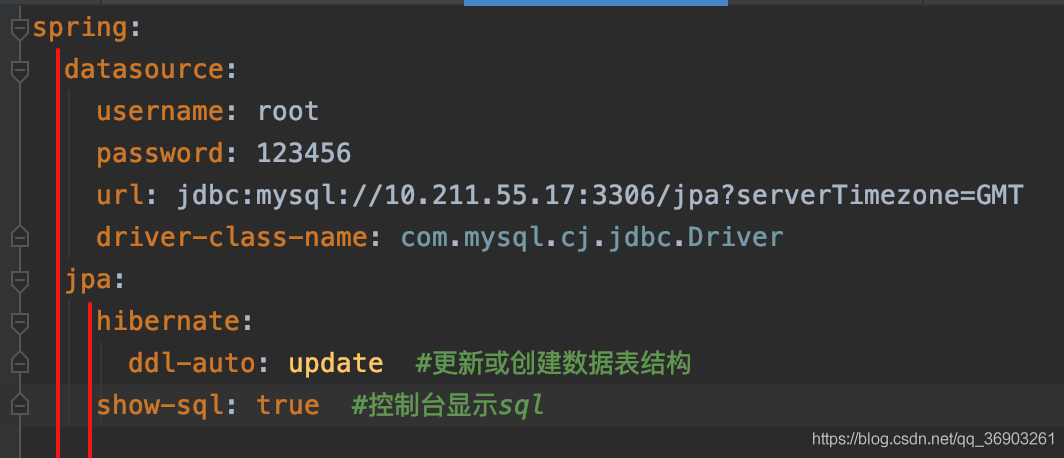 spring:
datasource:
username: root
password: 123456
url: jdbc:mysql://10.211.55.17:3306/jpa?serverTimezone=GMT
driver-class-name: com.mysql.cj.jdbc.Driver
jpa:
hibernate:
ddl-auto: update #更新或创建数据表结构
show-sql: true #控制台显示sql
https://blog.csdn.net/qq_36903261